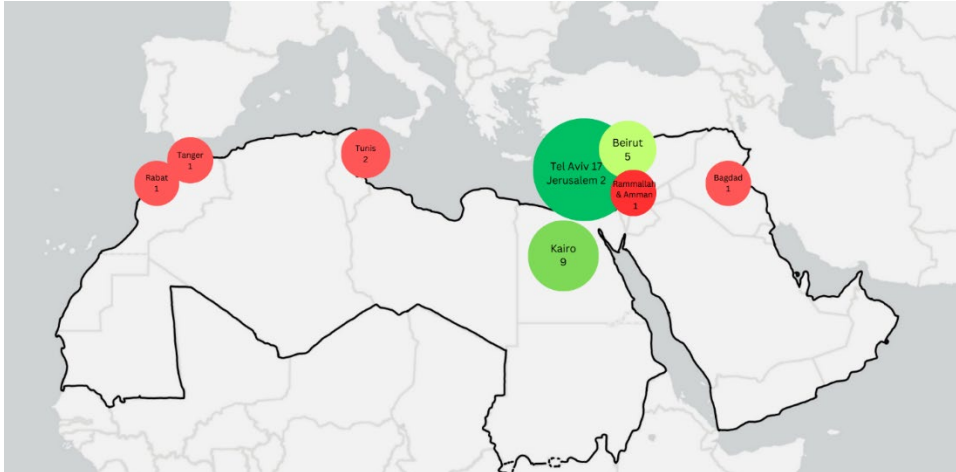 Tanger
1
Rabat
1
Tunis
2
Tel Aviv 17
Jerusalem 2
Beirut
5
Rammallah
& Amman
1
Bagdad
1
Kairo
9